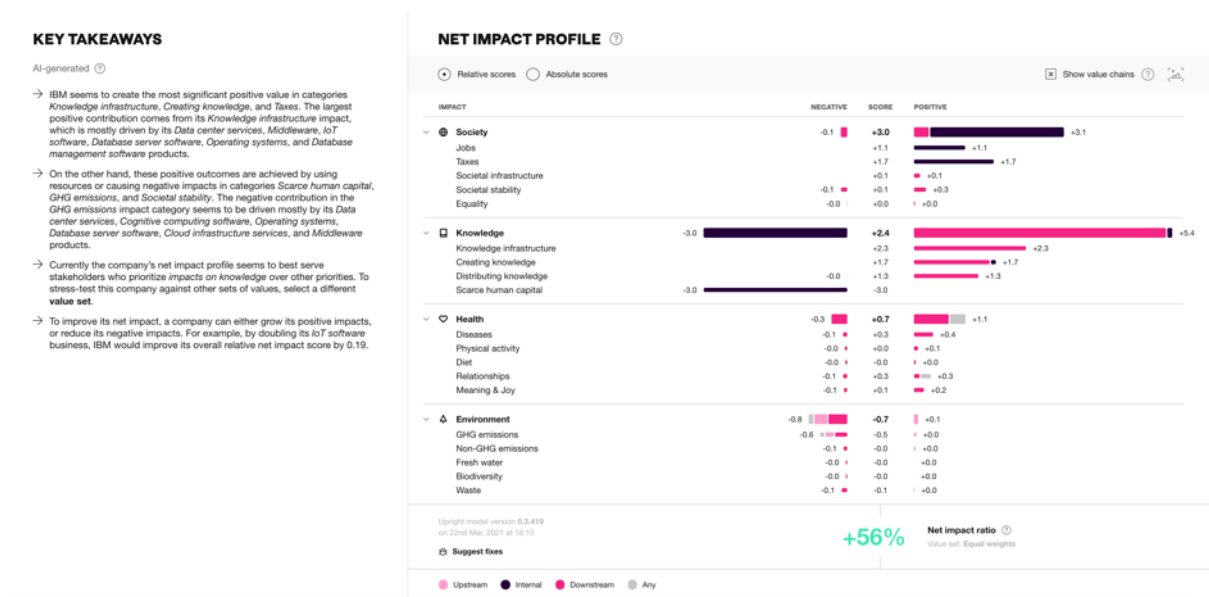 KEY TAKEAWAYS
AI-generated ?
IBM seems to create the most significant positive value in categories
Knowledge infrastructure, Creating knowledge, and Taxes. The largest
positive contribution comes from its Knowledge infrastructure impact,
which is mostly driven by its Data center services, Middleware, IoT
software, Database server software, Operating systems, and Database
management software products.
On the other hand, these positive outcomes are achieved by using
resources or causing negative impacts in categories Scarce human capital,
GHG emissions, and Societal stability. The negative contribution in the
GHG emissions impact category seems to be driven mostly by its Data
center services, Cognitive computing software, Operating systems,
Database server software, Cloud infrastructure services, and Middleware
products.
Currently the company's net impact profile seems to best serve
stakeholders who prioritize impacts on knowledge over other priorities. To
stress-test this company against other sets of values, select a different
value set.
To improve its net impact, a company can either grow its positive impacts,
or reduce its negative impacts. For example, by doubling its IoT software
business, IBM would improve its overall relative net impact score by 0.19.
NET IMPACT PROFILE ?
Relative scores Absolute scores Show value chains ?
IMPACT NEGATIVE SCORE POSITIVE
Society -0.1 +3.0 +3.1
Jobs +1.1 +1.1
Taxes +1.7 +1.7
Societal infrastructure +0.1 +0.1
Societal stability -0.1 +0.1 +0.3
Equality -0.0 +0.0 +0.0
Knowledge -3.0 +2.4 +5.4
Knowledge infrastructure +2.3 +2.3
Creating knowledge +1.7 +1.7
Distributing knowledge -0.0 +1.3 +1.3
Scarce human capital -3.0 -3.0
Health -0.3 +0.7 +1.1
Diseases -0.1 +0.3 +0.4
Physical activity -0.0 +0.0 +0.1
Diet -0.0 -0.0 +0.0
Relationships -0.1 +0.3 +0.3
Meaning & Joy -0.1 +0.1 +0.2
Environment -0.8 -0.7 +0.1
GHG emissions -0.6 -0.5 +0.0
Non-GHG emissions -0.1 -0.0 +0.0
Fresh water -0.0 -0.0 +0.0
Biodiversity -0.0 -0.0 +0.0
Waste -0.1 -0.1 +0.0
Upright model version 0.3.419
on 22nd Mar, 2021 at 16:15
Suggest fixes
+56%
Net impact ratio ?
Value set: Equal weights
Upstream Internal Downstream Any